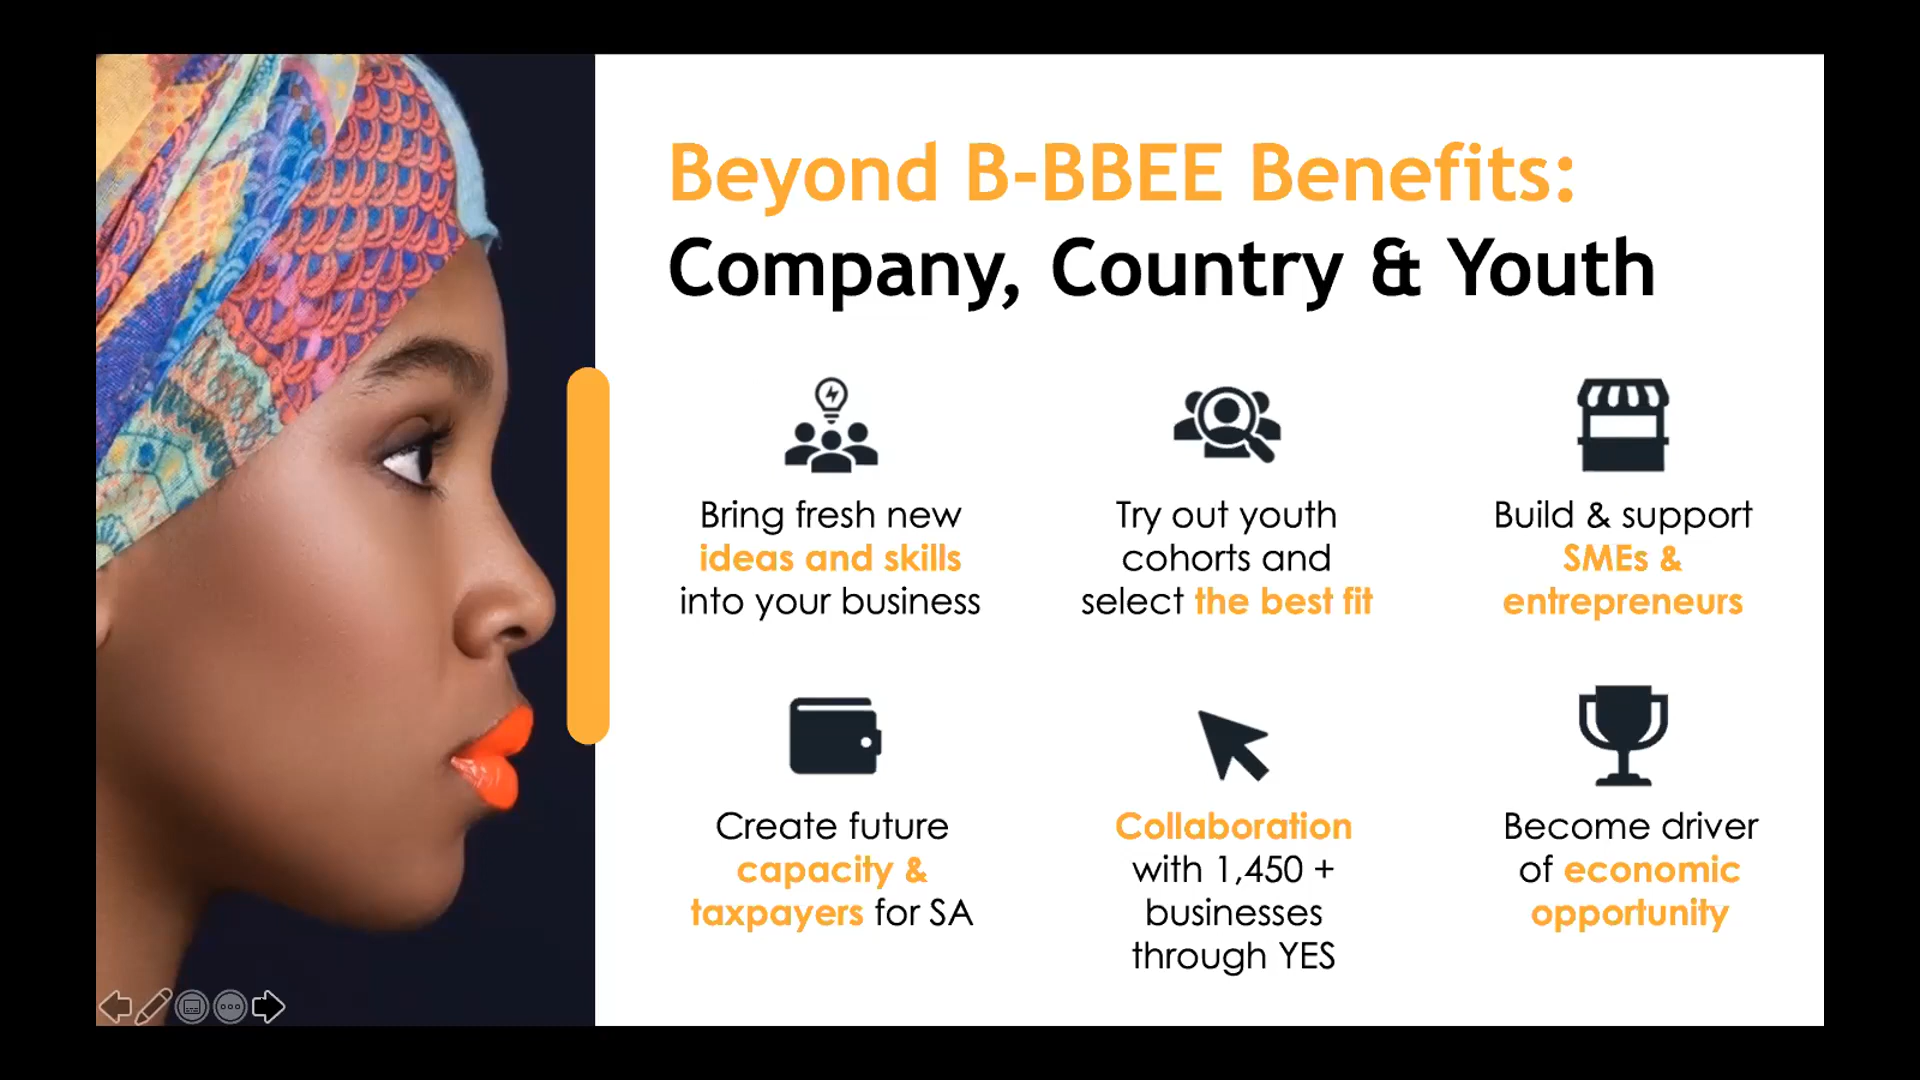 Beyond B-BBEE Benefits:
Company, Country & Youth
Bring fresh new
ideas and skills
into your business
Try out youth
cohorts and
select the best fit
Build & support
SMEs &
entrepreneurs
Create future
capacity &
taxpayers for SA
Collaboration
with 1,450 +
businesses
through YES
Become driver
of economic
opportunity